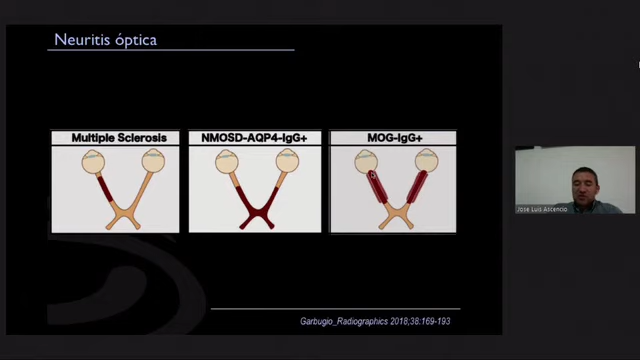 Neuritis óptica
Multiple Sclerosis
NMOSD-AQP4-IgG+
MOG-IgG+
José Luis Ascencio
Garbugio_Radiographics 2018;38:169-193